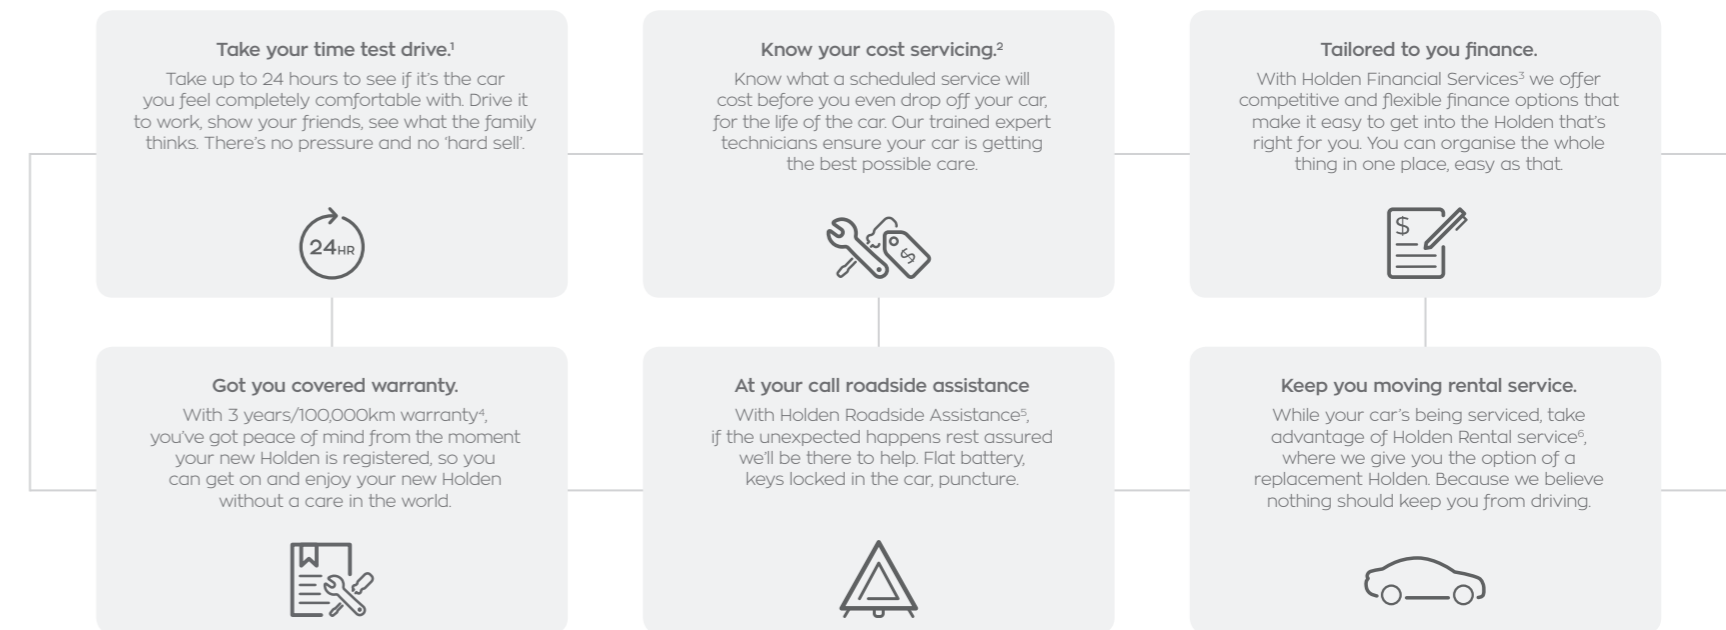 Take your time test drive.¹
Take up to 24 hours to see if it's the car
you feel completely comfortable with. Drive it
to work, show your friends, see what the family
thinks. There's no pressure and no 'hard sell'.
24HR
Know your cost servicing.²
Know what a scheduled service will
cost before you even drop off your car,
for the life of the car. Our trained expert
technicians ensure your car is getting
the best possible care.
$
Tailored to you finance.
With Holden Financial Services³ we offer
competitive and flexible finance options that
make it easy to get into the Holden that's
right for you. You can organise the whole
thing in one place, easy as that.
$
Got you covered warranty.
With 3 years/100,000km warranty⁴,
you've got peace of mind from the moment
your new Holden is registered, so you
can get on and enjoy your new Holden
without a care in the world.
At your call roadside assistance
With Holden Roadside Assistance⁵,
if the unexpected happens rest assured
we'll be there to help. Flat battery,
keys locked in the car, puncture.
Keep you moving rental service.
While your car's being serviced, take
advantage of Holden Rental service⁶,
where we give you the option of a
replacement Holden. Because we believe
nothing should keep you from driving.